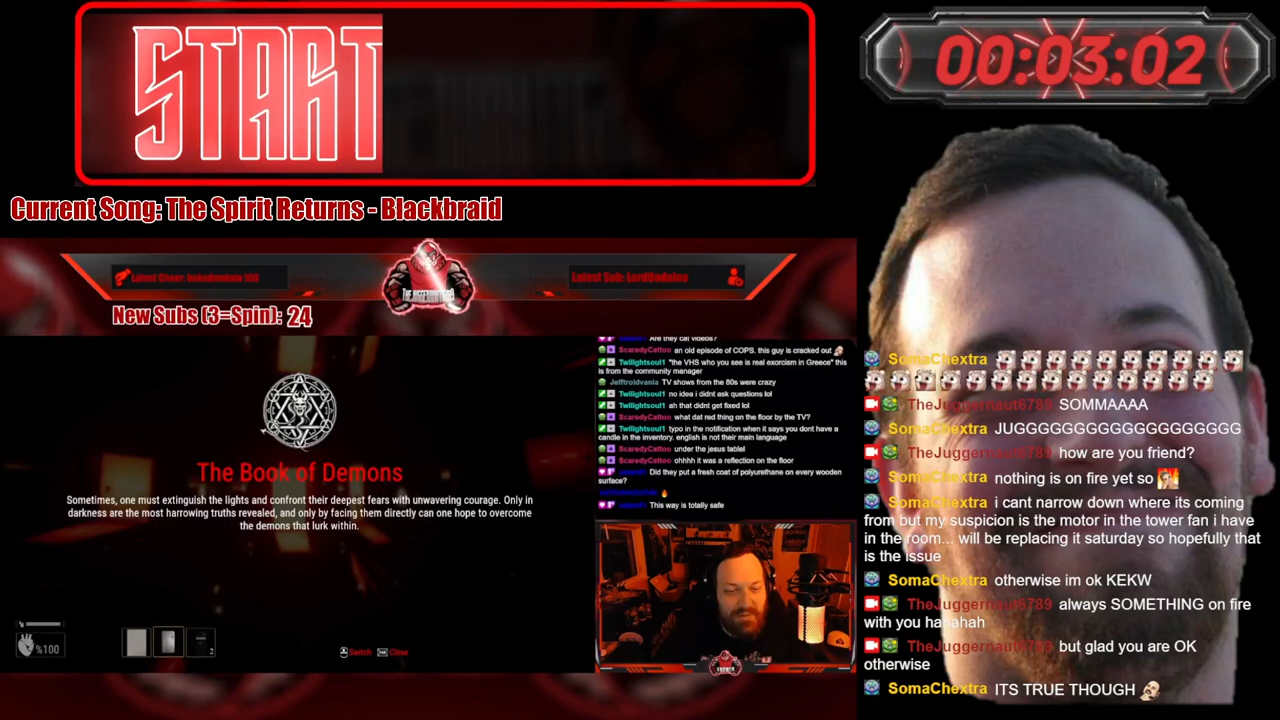 START
00:03:02
Current Song: The Spirit Returns - Blackbraid
Latest Sub: LordDodoloo
New Subs (3=Spin): 24
The Book of Demons
Sometimes, one must extinguish the lights and confront their deepest fears with unwavering courage. Only in
darkness are the most harrowing truths revealed, and only by facing them directly can one hope to overcome
the demons that lurk within.
%100
2
Switch
Close
Are they cat videos?
ScaredyCattoo an old episode of COPS. this guy is cracked out
Twilightsoul1 "the VHS who you see is real exorcism in Greece" this
is from the community manager
Jefftroidvania TV shows from the 80s were crazy
Twilightsoul1 no idea i didnt ask questions lol
Twilightsoul1 ah that didnt get fixed lol
ScaredyCattoo what dat red thing on the floor by the TV?
Twilightsoul1 typo in the notification when it says you dont have a
candle in the inventory. english is not their main language
ScaredyCattoo under the jesus table!
ScaredyCattoo ohhhh it was a reflection on the floor
Did they put a fresh coat of polyurethane on every wooden
surface?
This way is totally safe
SomaChextra
TheJuggernaut6789 SOMMAAAA
SomaChextra JUGGGGGGGGGGGGGGGGGGG
TheJuggernaut6789 how are you friend?
SomaChextra nothing is on fire yet so
SomaChextra i cant narrow down where its coming
from but my suspicion is the motor in the tower fan i have
in the room... will be replacing it saturday so hopefully that
is the issue
SomaChextra otherwise im ok KEKW
TheJuggernaut6789 always SOMETHING on fire
with you hahahah
TheJuggernaut6789 but glad you are OK
otherwise
SomaChextra ITS TRUE THOUGH